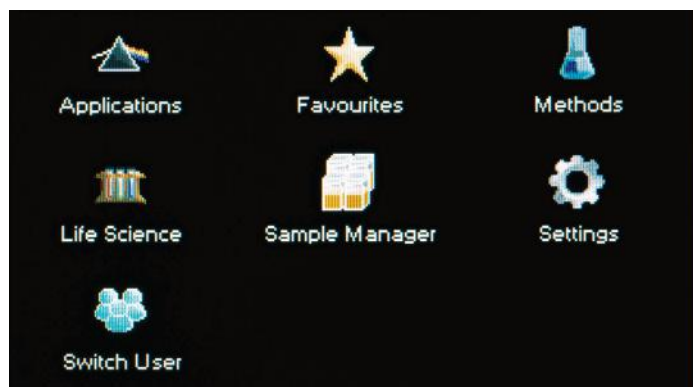 Applications
Favourites
Methods
Life Science
Sample Manager
Settings
Switch User